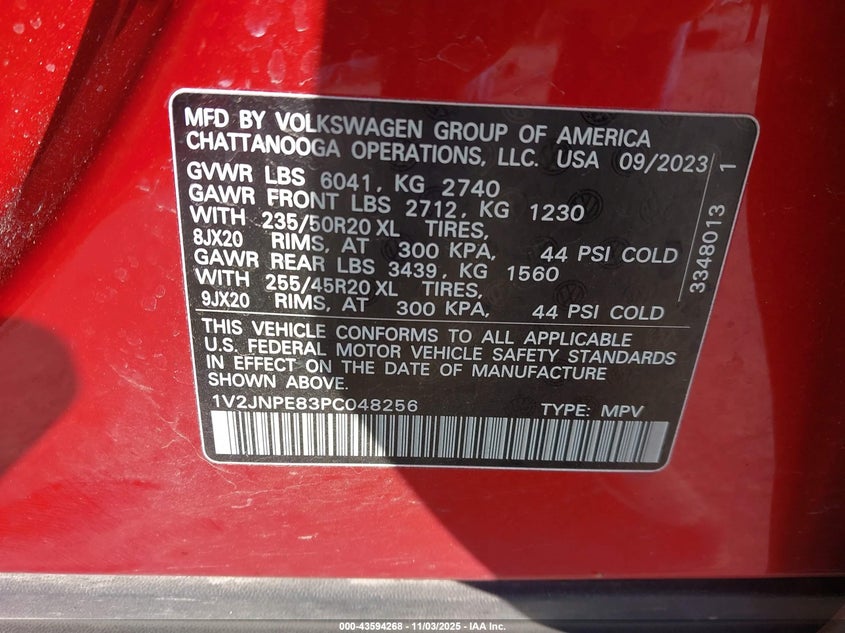 MFD BY VOLKSWAGEN GROUP OF AMERICA
CHATTANOOGA OPERATIONS, LLC. USA 09/2023
GVWR LBS 6041, KG 2740
GAWR FRONT LBS 2712, KG 1230
WITH 235/50R20 XL TIRES,
8JX20 RIMS, AT 300 KPA, 44 PSI COLD
GAWR REAR LBS 3439, KG 1560
WITH 255/45R20 XL TIRES,
9JX20 RIMS, AT 300 KPA, 44 PSI COLD
THIS VEHICLE CONFORMS TO ALL APPLICABLE
U.S. FEDERAL MOTOR VEHICLE SAFETY STANDARDS
IN EFFECT ON THE DATE OF MANUFACTURE
SHOWN ABOVE.
1V2JNPE83PC048256 TYPE: MPV
3348013 1
000-43594268 - 11/03/2025 - IAA Inc.